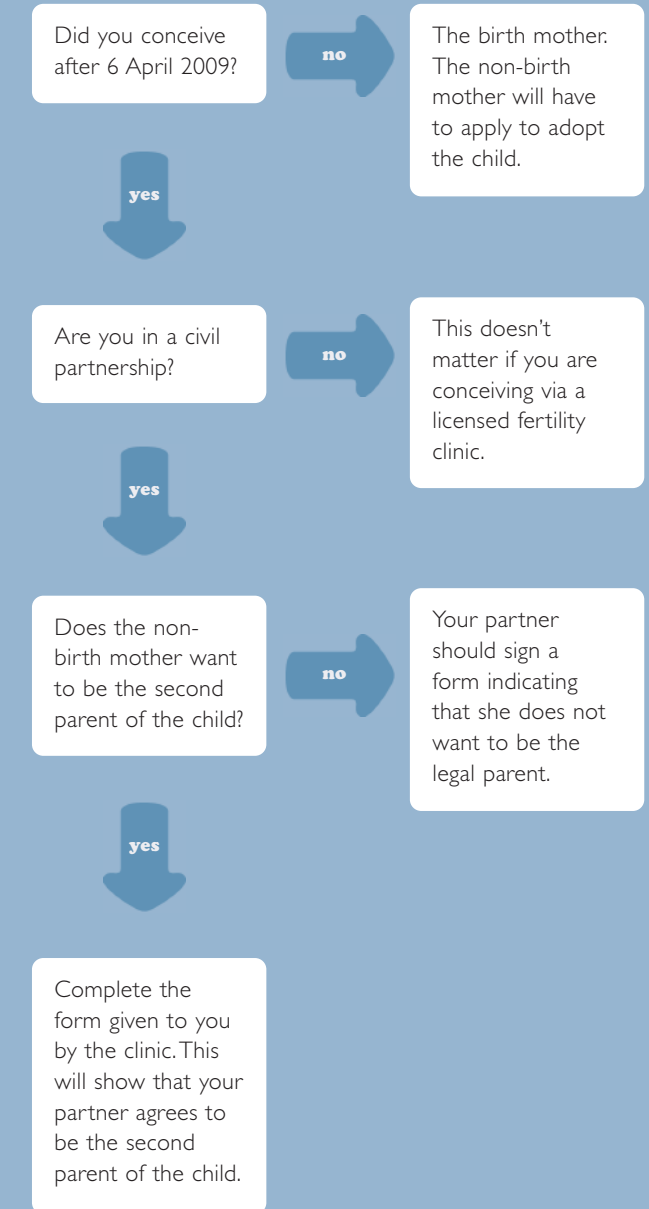 Did you conceive
after 6 April 2009?
no
The birth mother.
The non-birth
mother will have
to apply to adopt
the child.
yes
Are you in a civil
partnership?
no
This doesn't
matter if you are
conceiving via a
licensed fertility
clinic.
yes
Does the non-
birth mother want
to be the second
parent of the child?
no
Your partner
should sign a
form indicating
that she does not
want to be the
legal parent.
yes
Complete the
form given to you
by the clinic. This
will show that your
partner agrees to
be the second
parent of the child.